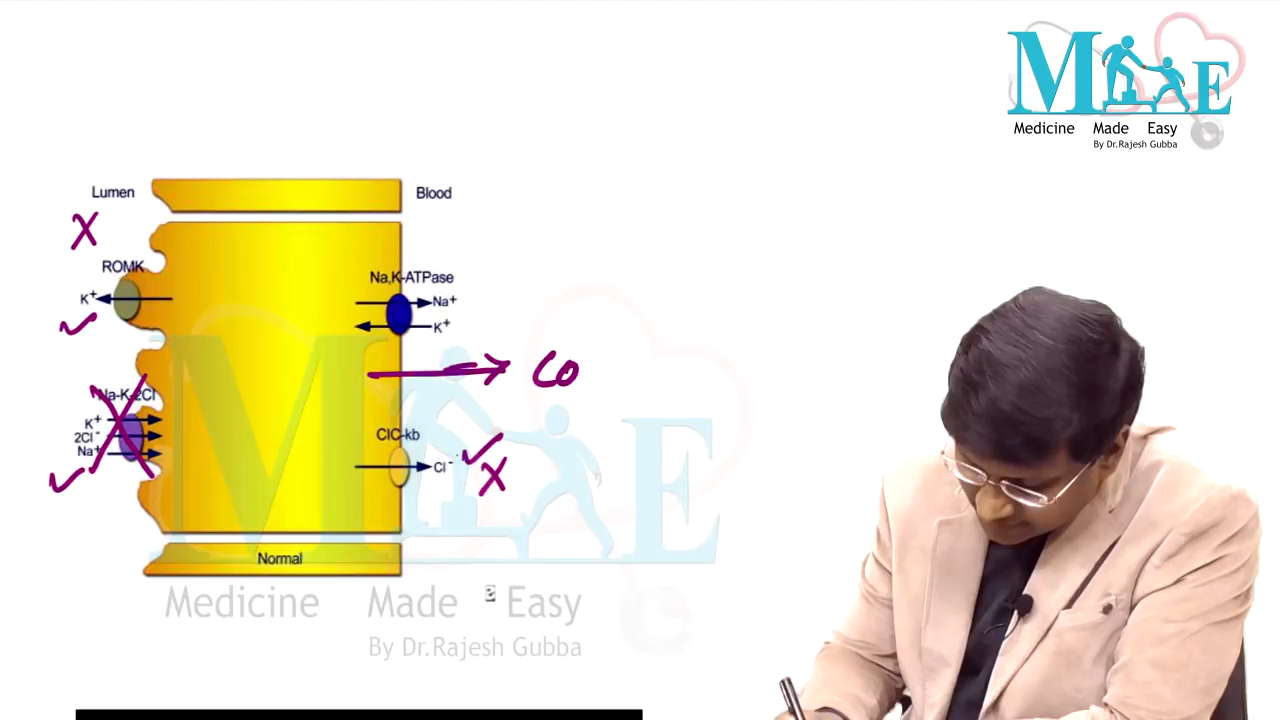 M E
Medicine Made Easy
By Dr.Rajesh Gubba
Lumen
Blood
X
ROMK
Na,K-ATPase
K+
Na+
K+
Na-K-2Cl
CO
K+
2Cl-
Na+
ClC-kb
Cl-
X
Normal
M E
Medicine Made Easy
By Dr.Rajesh Gubba